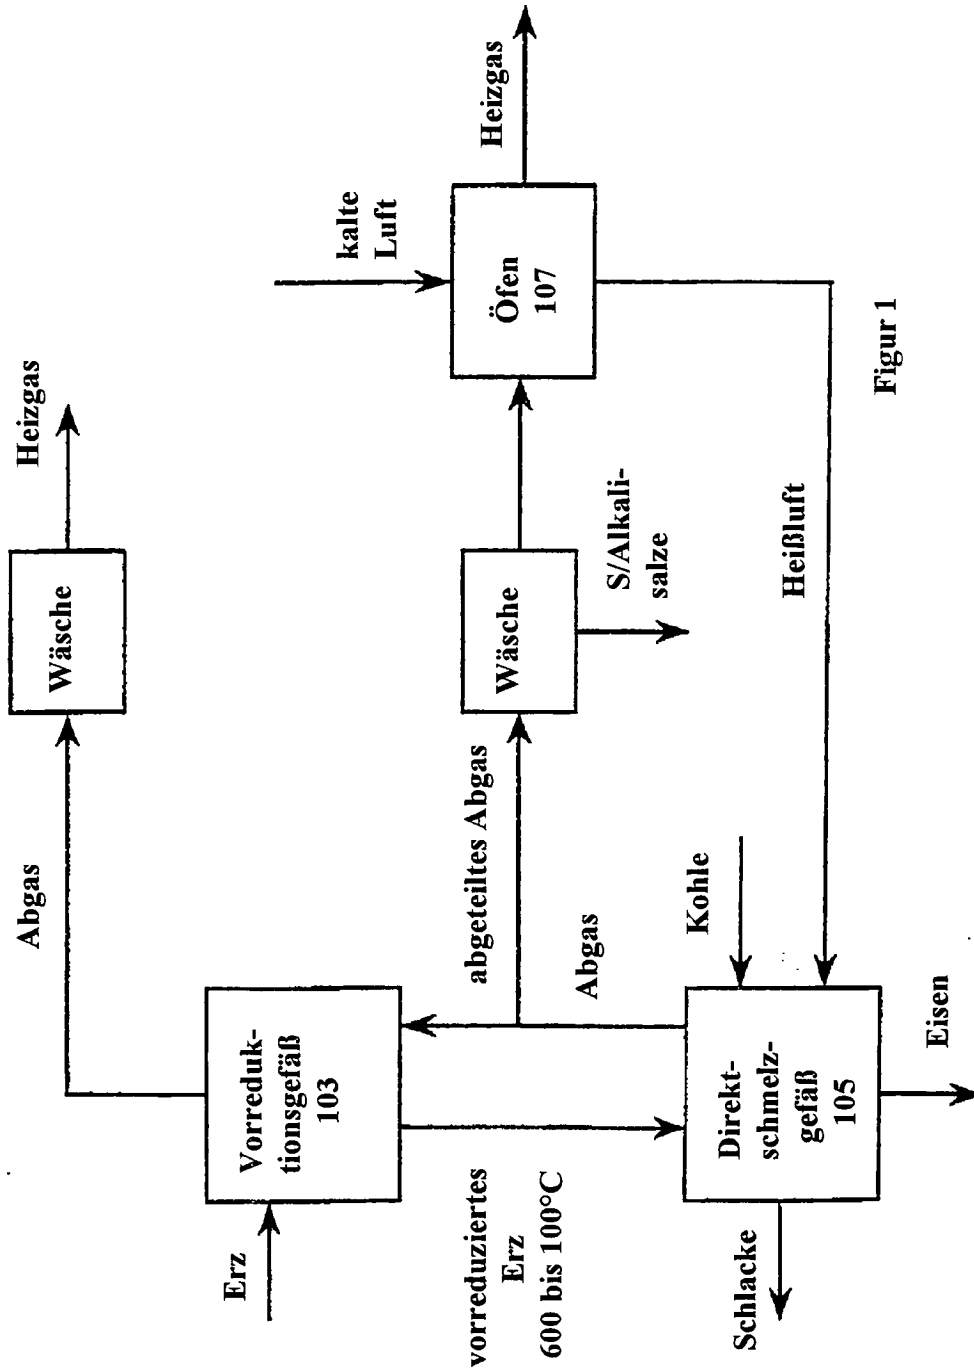 Heizgas
Wäsche
Abgas
Heizgas
kalte
Luft
Öfen
107
Wäsche
S/Alkali-
salze
abgeteiltes Abgas
Abgas
Kohle
Heißluft
Vorreduk-
tionsgefäß
103
Erz
vorreduziertes
Erz
600 bis 100°C
Direkt-
schmelz-
gefäß
105
Schlacke
Eisen
Figur 1